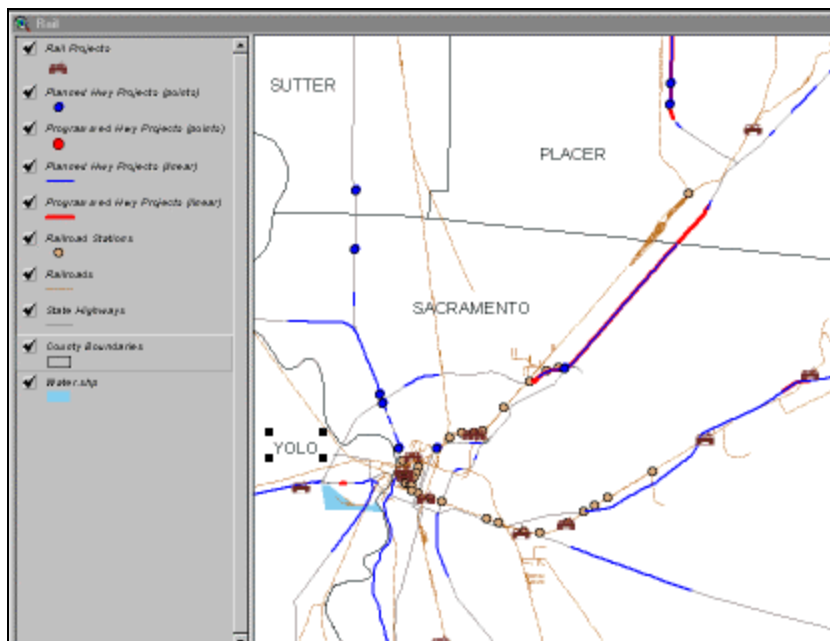 Rail
Rail Projects
Planned Hwy Projects (points)
Programmed Hwy Projects (points)
Planned Hwy Projects (linear)
Programmed Hwy Projects (linear)
Railroad Stations
Railroads
State Highways
County Boundaries
Water.shp
SUTTER
PLACER
SACRAMENTO
YOLO